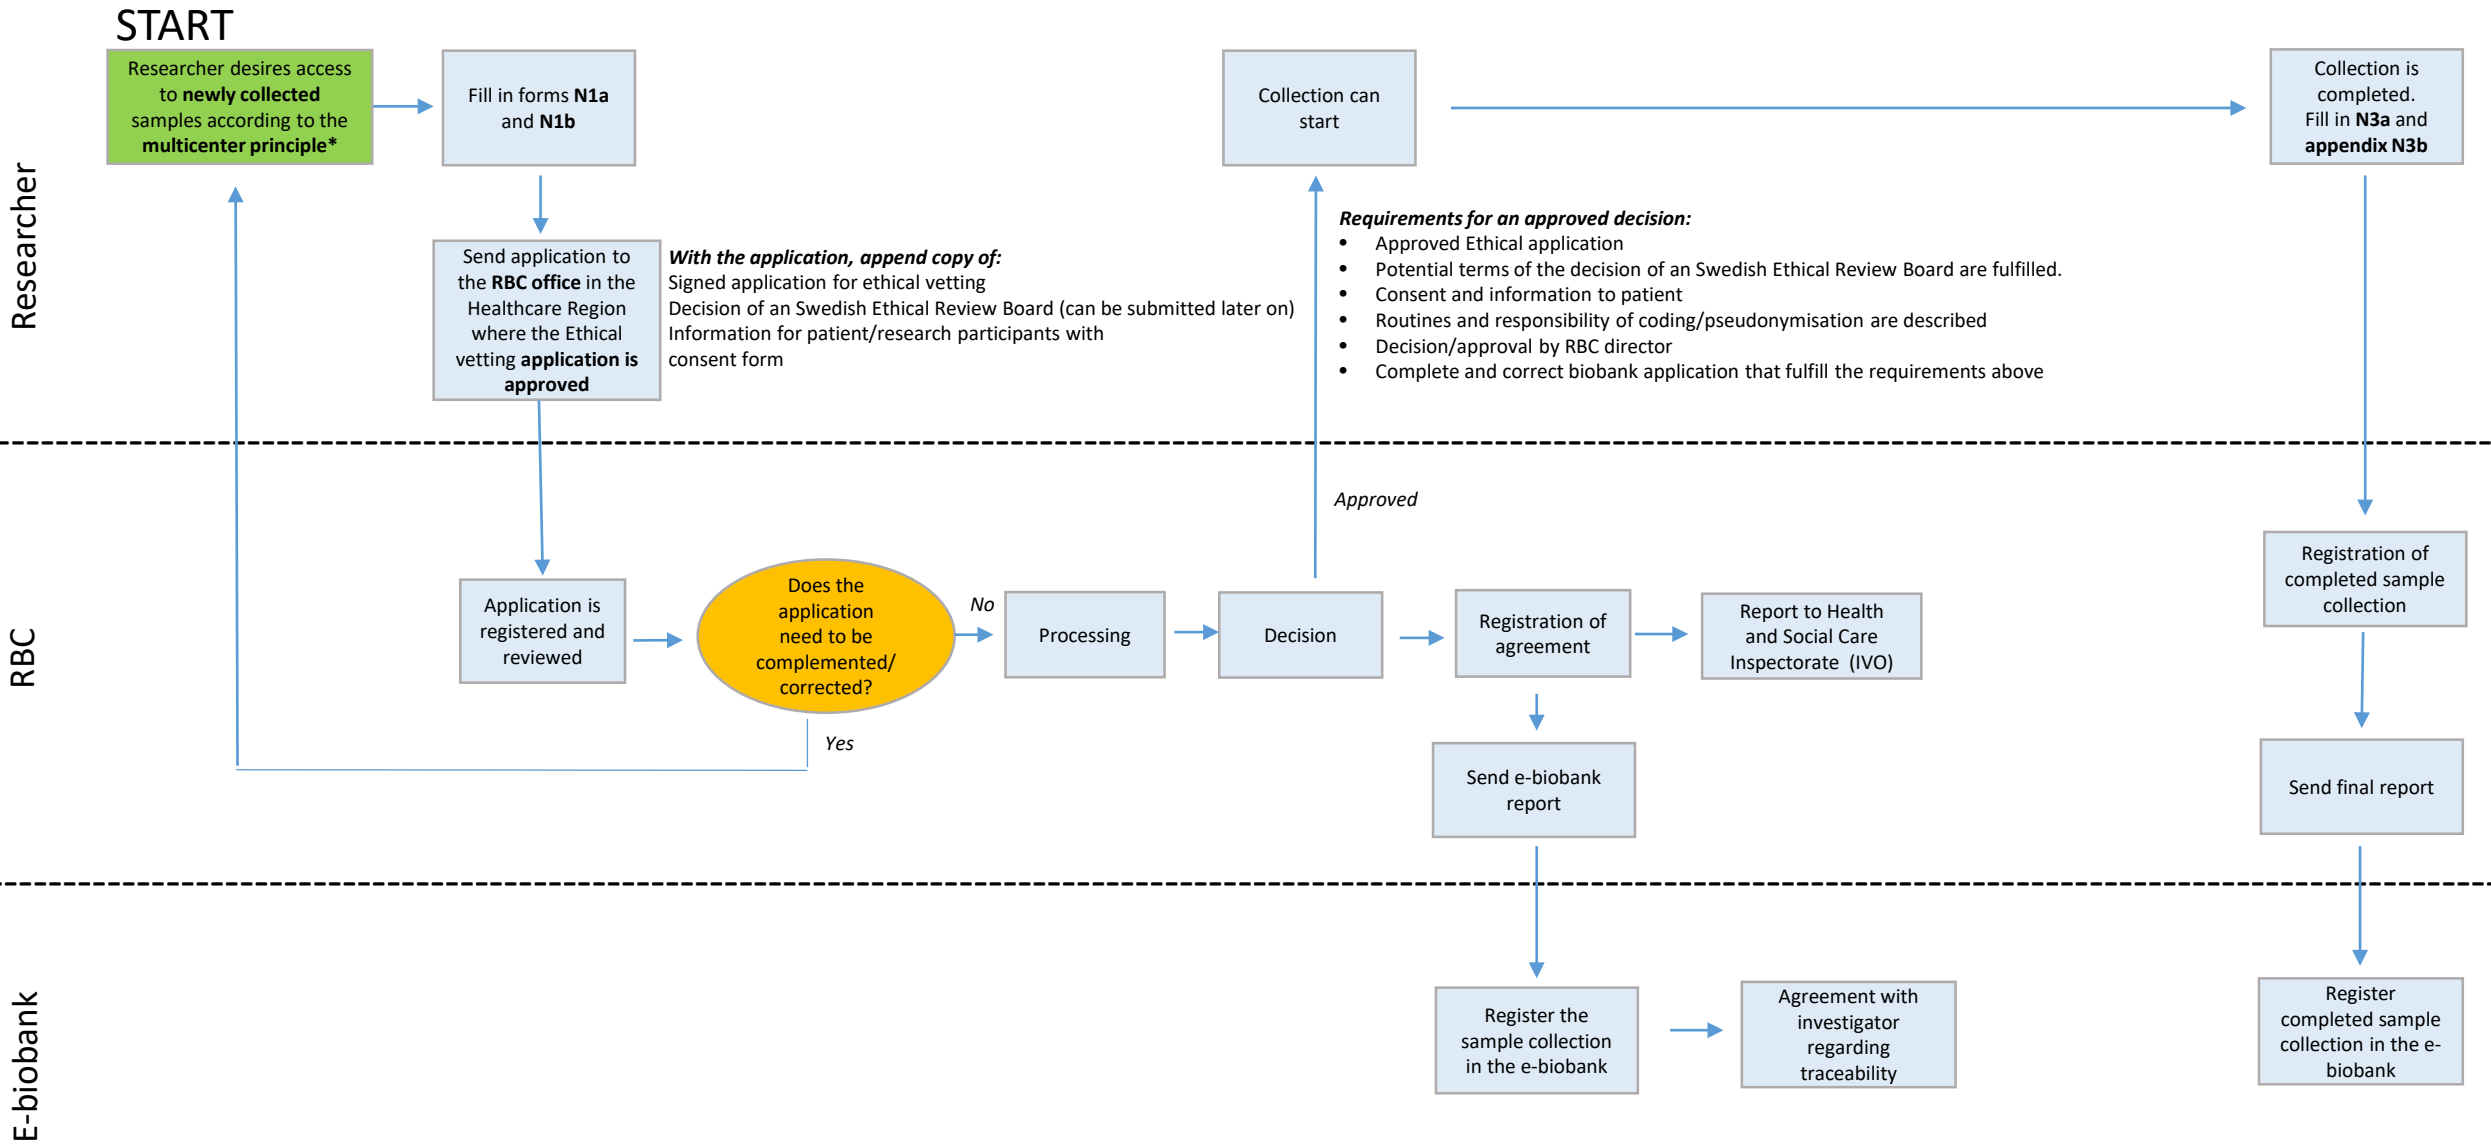 START
Researcher
Researcher desires access
to newly collected
samples according to the
multicenter principle*
Fill in forms N1a
and N1b
Collection can
start
Collection is
completed.
Fill in N3a and
appendix N3b
Send application to
the RBC office in the
Healthcare Region
where the Ethical
vetting application is
approved
With the application, append copy of:
Signed application for ethical vetting
Decision of an Swedish Ethical Review Board (can be submitted later on)
Information for patient/research participants with
consent form
Requirements for an approved decision:
• Approved Ethical application
• Potential terms of the decision of an Swedish Ethical Review Board are fulfilled.
• Consent and information to patient
• Routines and responsibility of coding/pseudonymisation are described
• Decision/approval by RBC director
• Complete and correct biobank application that fulfill the requirements above
RBC
Approved
Application is
registered and
reviewed
Does the
application
need to be
complemented/
corrected?
No
Yes
Processing
Decision
Registration of
agreement
Report to Health
and Social Care
Inspectorate (IVO)
Registration of
completed sample
collection
Send e-biobank
report
Send final report
E-biobank
Register the
sample collection
in the e-biobank
Agreement with
investigator
regarding
traceability
Register
completed sample
collection in the e-
biobank